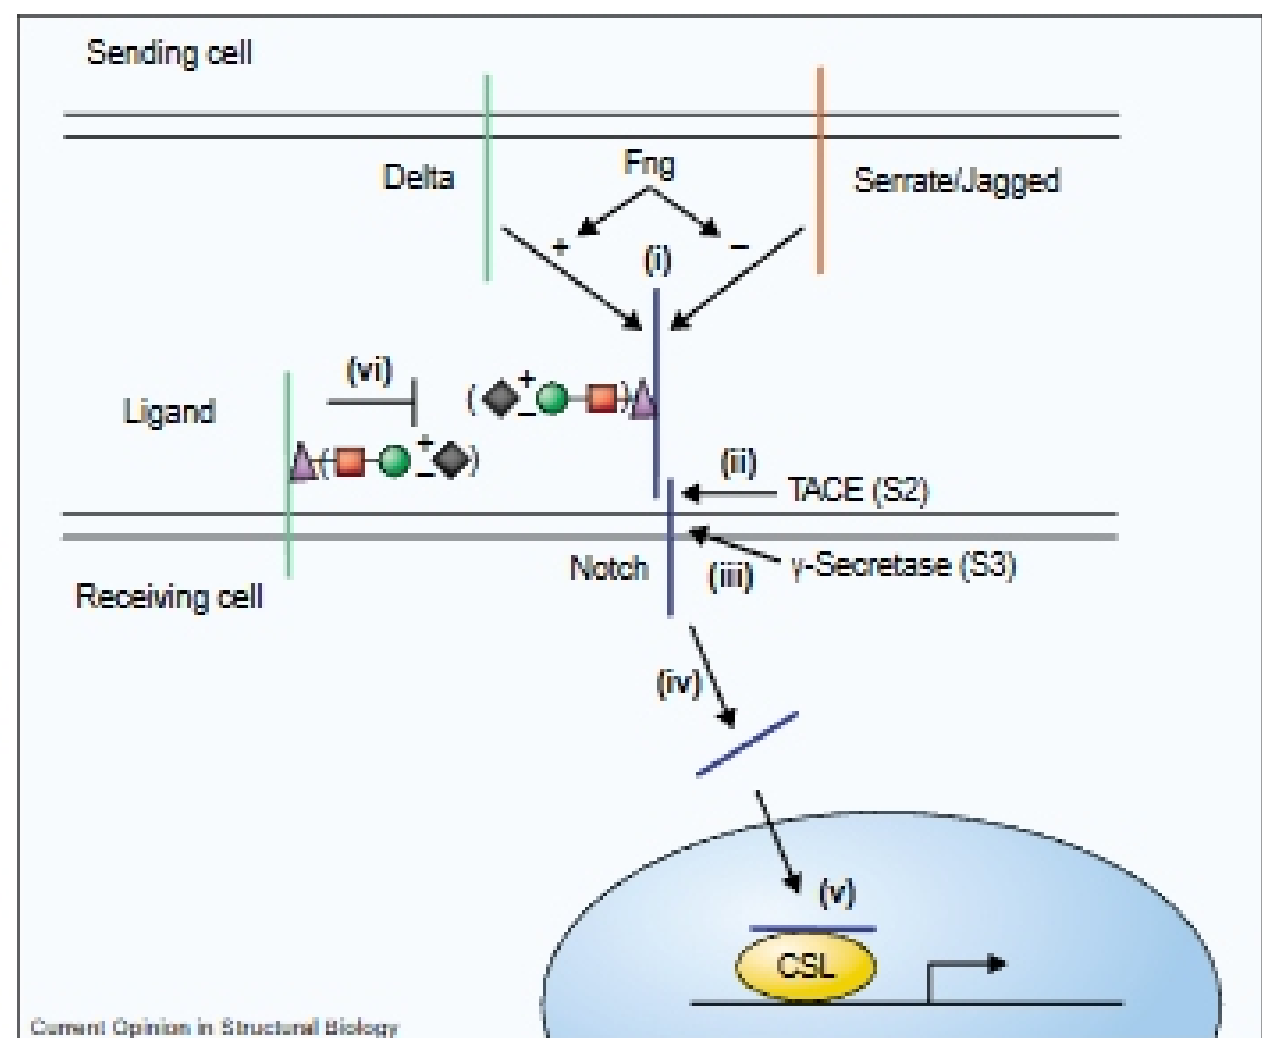 Sending cell
Fng
Delta
Serrate/Jagged
+
−
(i)
(vi)
Ligand
( + − )
( + − )
(ii)
TACE (S2)
Notch
(iii)
γ-Secretase (S3)
Receiving cell
(iv)
(v)
CSL
Current Opinion in Structural Biology